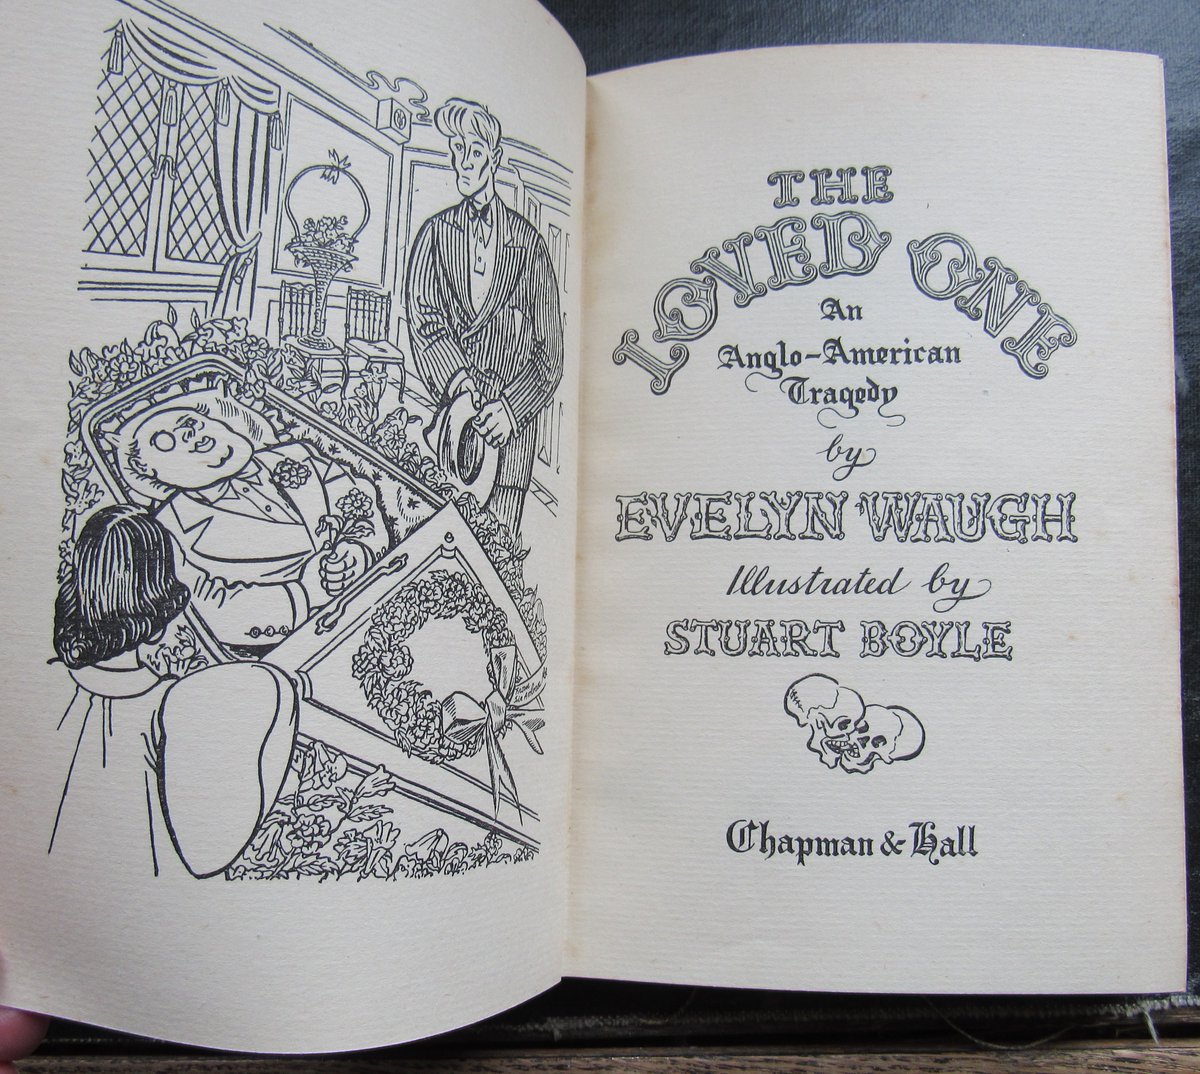 THE
LOVED ONE
An
Anglo-American
Tragedy
by
EVELYN WAUGH
Illustrated by
STUART BOYLE
Chapman & Hall